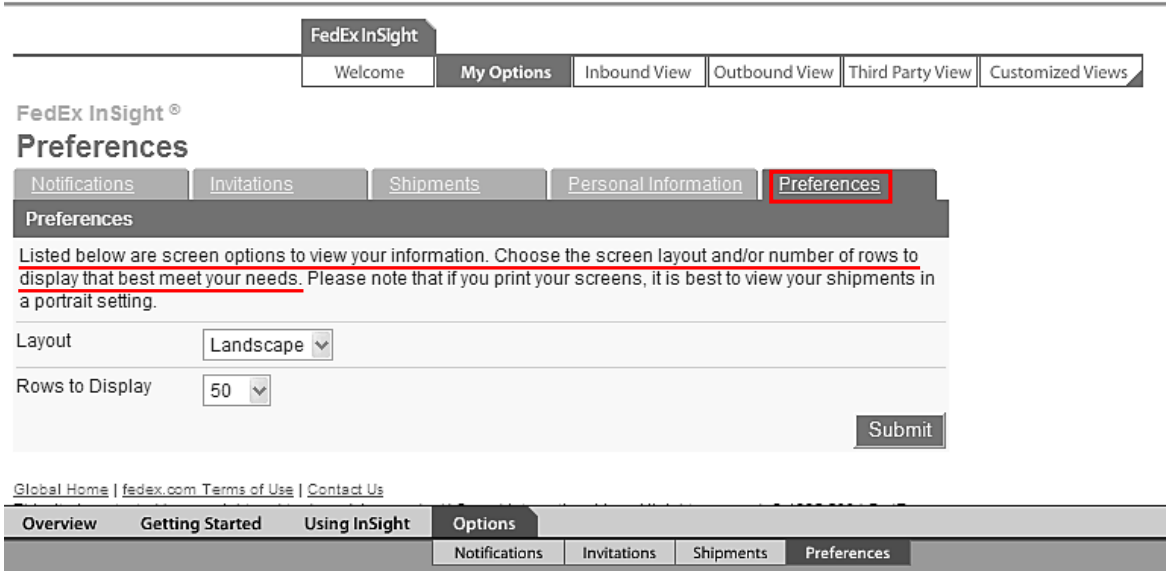 FedEx InSight
Welcome My Options Inbound View Outbound View Third Party View Customized Views
FedEx InSight ®
Preferences
Notifications Invitations Shipments Personal Information Preferences
Preferences
Listed below are screen options to view your information. Choose the screen layout and/or number of rows to
display that best meet your needs. Please note that if you print your screens, it is best to view your shipments in
a portrait setting.
Layout Landscape
Rows to Display 50
Submit
Global Home | fedex.com Terms of Use | Contact Us
Overview Getting Started Using InSight Options
Notifications Invitations Shipments Preferences